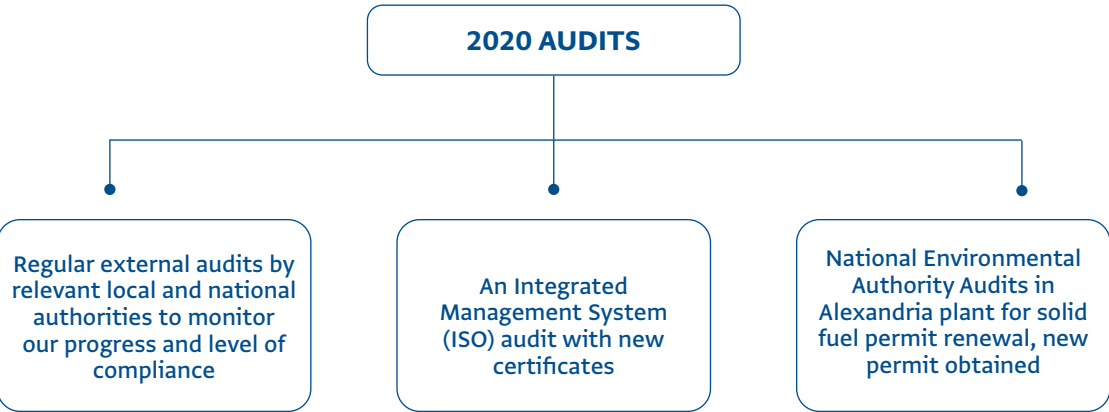 2020 AUDITS
Regular external audits by
relevant local and national
authorities to monitor
our progress and level of
compliance
An Integrated
Management System
(ISO) audit with new
certificates
National Environmental
Authority Audits in
Alexandria plant for solid
fuel permit renewal, new
permit obtained